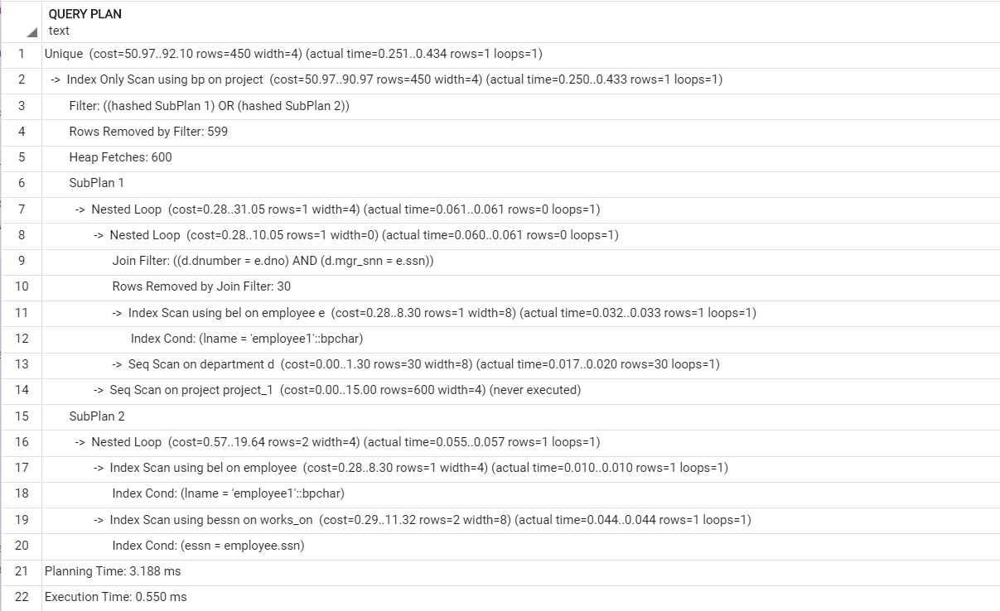 QUERY PLAN
text
1 Unique (cost=50.97..92.10 rows=450 width=4) (actual time=0.251..0.434 rows=1 loops=1)
2 -> Index Only Scan using bp on project (cost=50.97..90.97 rows=450 width=4) (actual time=0.250..0.433 rows=1 loops=1)
3 Filter: ((hashed SubPlan 1) OR (hashed SubPlan 2))
4 Rows Removed by Filter: 599
5 Heap Fetches: 600
6 SubPlan 1
7 -> Nested Loop (cost=0.28..31.05 rows=1 width=4) (actual time=0.061..0.061 rows=0 loops=1)
8 -> Nested Loop (cost=0.28..10.05 rows=1 width=0) (actual time=0.060..0.061 rows=0 loops=1)
9 Join Filter: ((d.dnumber = e.dno) AND (d.mgr_snn = e.ssn))
10 Rows Removed by Join Filter: 30
11 -> Index Scan using bel on employee e (cost=0.28..8.30 rows=1 width=8) (actual time=0.032..0.033 rows=1 loops=1)
12 Index Cond: (lname = 'employee1'::bpchar)
13 -> Seq Scan on department d (cost=0.00..1.30 rows=30 width=8) (actual time=0.017..0.020 rows=30 loops=1)
14 -> Seq Scan on project project_1 (cost=0.00..15.00 rows=600 width=4) (never executed)
15 SubPlan 2
16 -> Nested Loop (cost=0.57..19.64 rows=2 width=4) (actual time=0.055..0.057 rows=1 loops=1)
17 -> Index Scan using bel on employee (cost=0.28..8.30 rows=1 width=4) (actual time=0.010..0.010 rows=1 loops=1)
18 Index Cond: (lname = 'employee1'::bpchar)
19 -> Index Scan using bessn on works_on (cost=0.29..11.32 rows=2 width=8) (actual time=0.044..0.044 rows=1 loops=1)
20 Index Cond: (essn = employee.ssn)
21 Planning Time: 3.188 ms
22 Execution Time: 0.550 ms